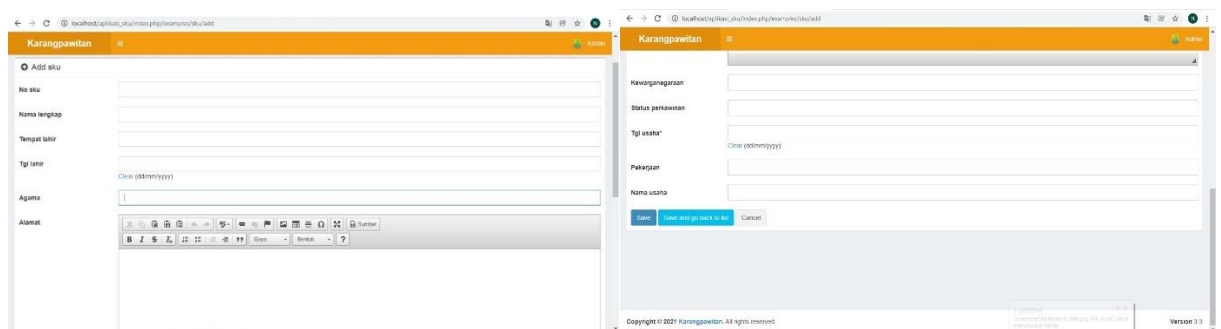 localhost/aplikasi_sku/index.php/examples/sku/add
N
Karangpawitan
Admin
Add sku
No sku
Nama lengkap
Tempat lahir
Tgl lahir
Clear (dd/mm/yyyy)
Agama
Alamat
Sumber
B I S
Gaya
Bentuk
?
localhost/aplikasi_sku/index.php/examples/sku/add
N
Karangpawitan
Admin
Kewarganegaraan
Status perkawinan
Tgl usaha*
Clear (dd/mm/yyyy)
Pekerjaan
Nama usaha
Save Save and go back to list Cancel
Copyright © 2021 Karangpawitan. All rights reserved.
Version 3.3